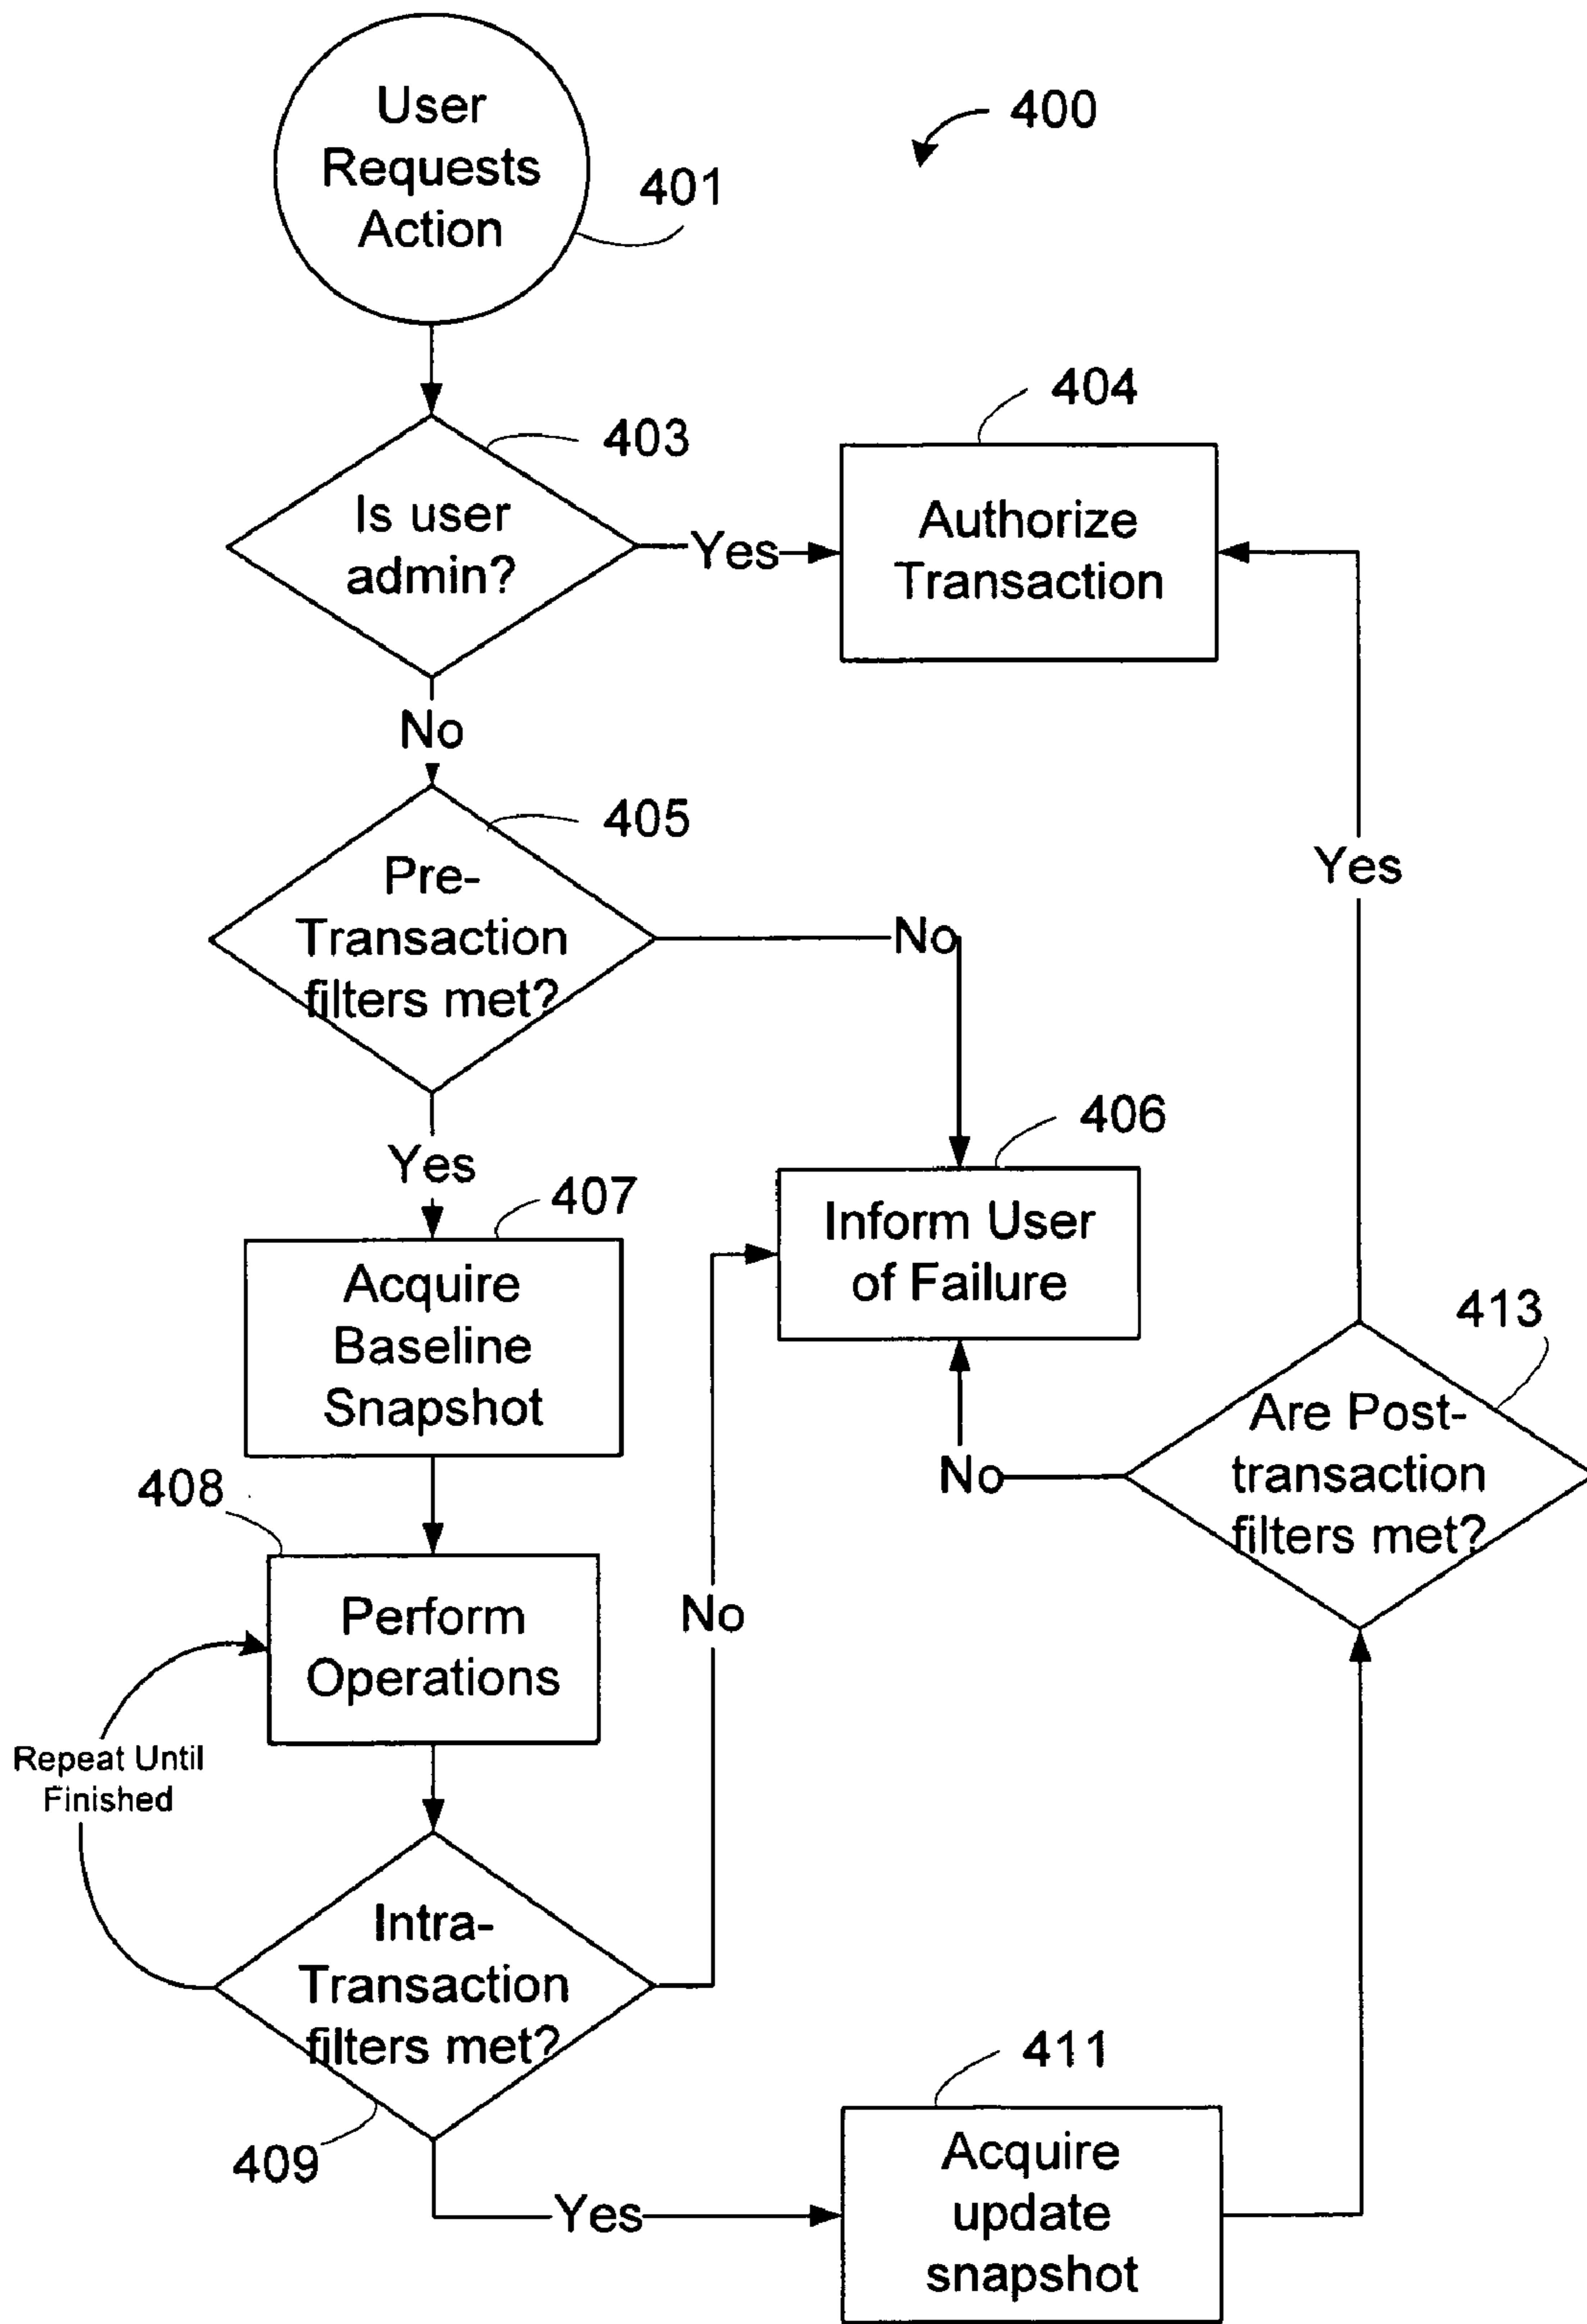 User
Requests
Action
400
401
403
404
Is user
admin?
Yes
Authorize
Transaction
No
405
Pre-
Transaction
filters met?
No
Yes
Yes
406
407
Inform User
of Failure
Acquire
Baseline
Snapshot
413
Are Post-
transaction
filters met?
No
408
Perform
Operations
No
Repeat Until
Finished
Intra-
Transaction
filters met?
409
411
Yes
Acquire
update
snapshot